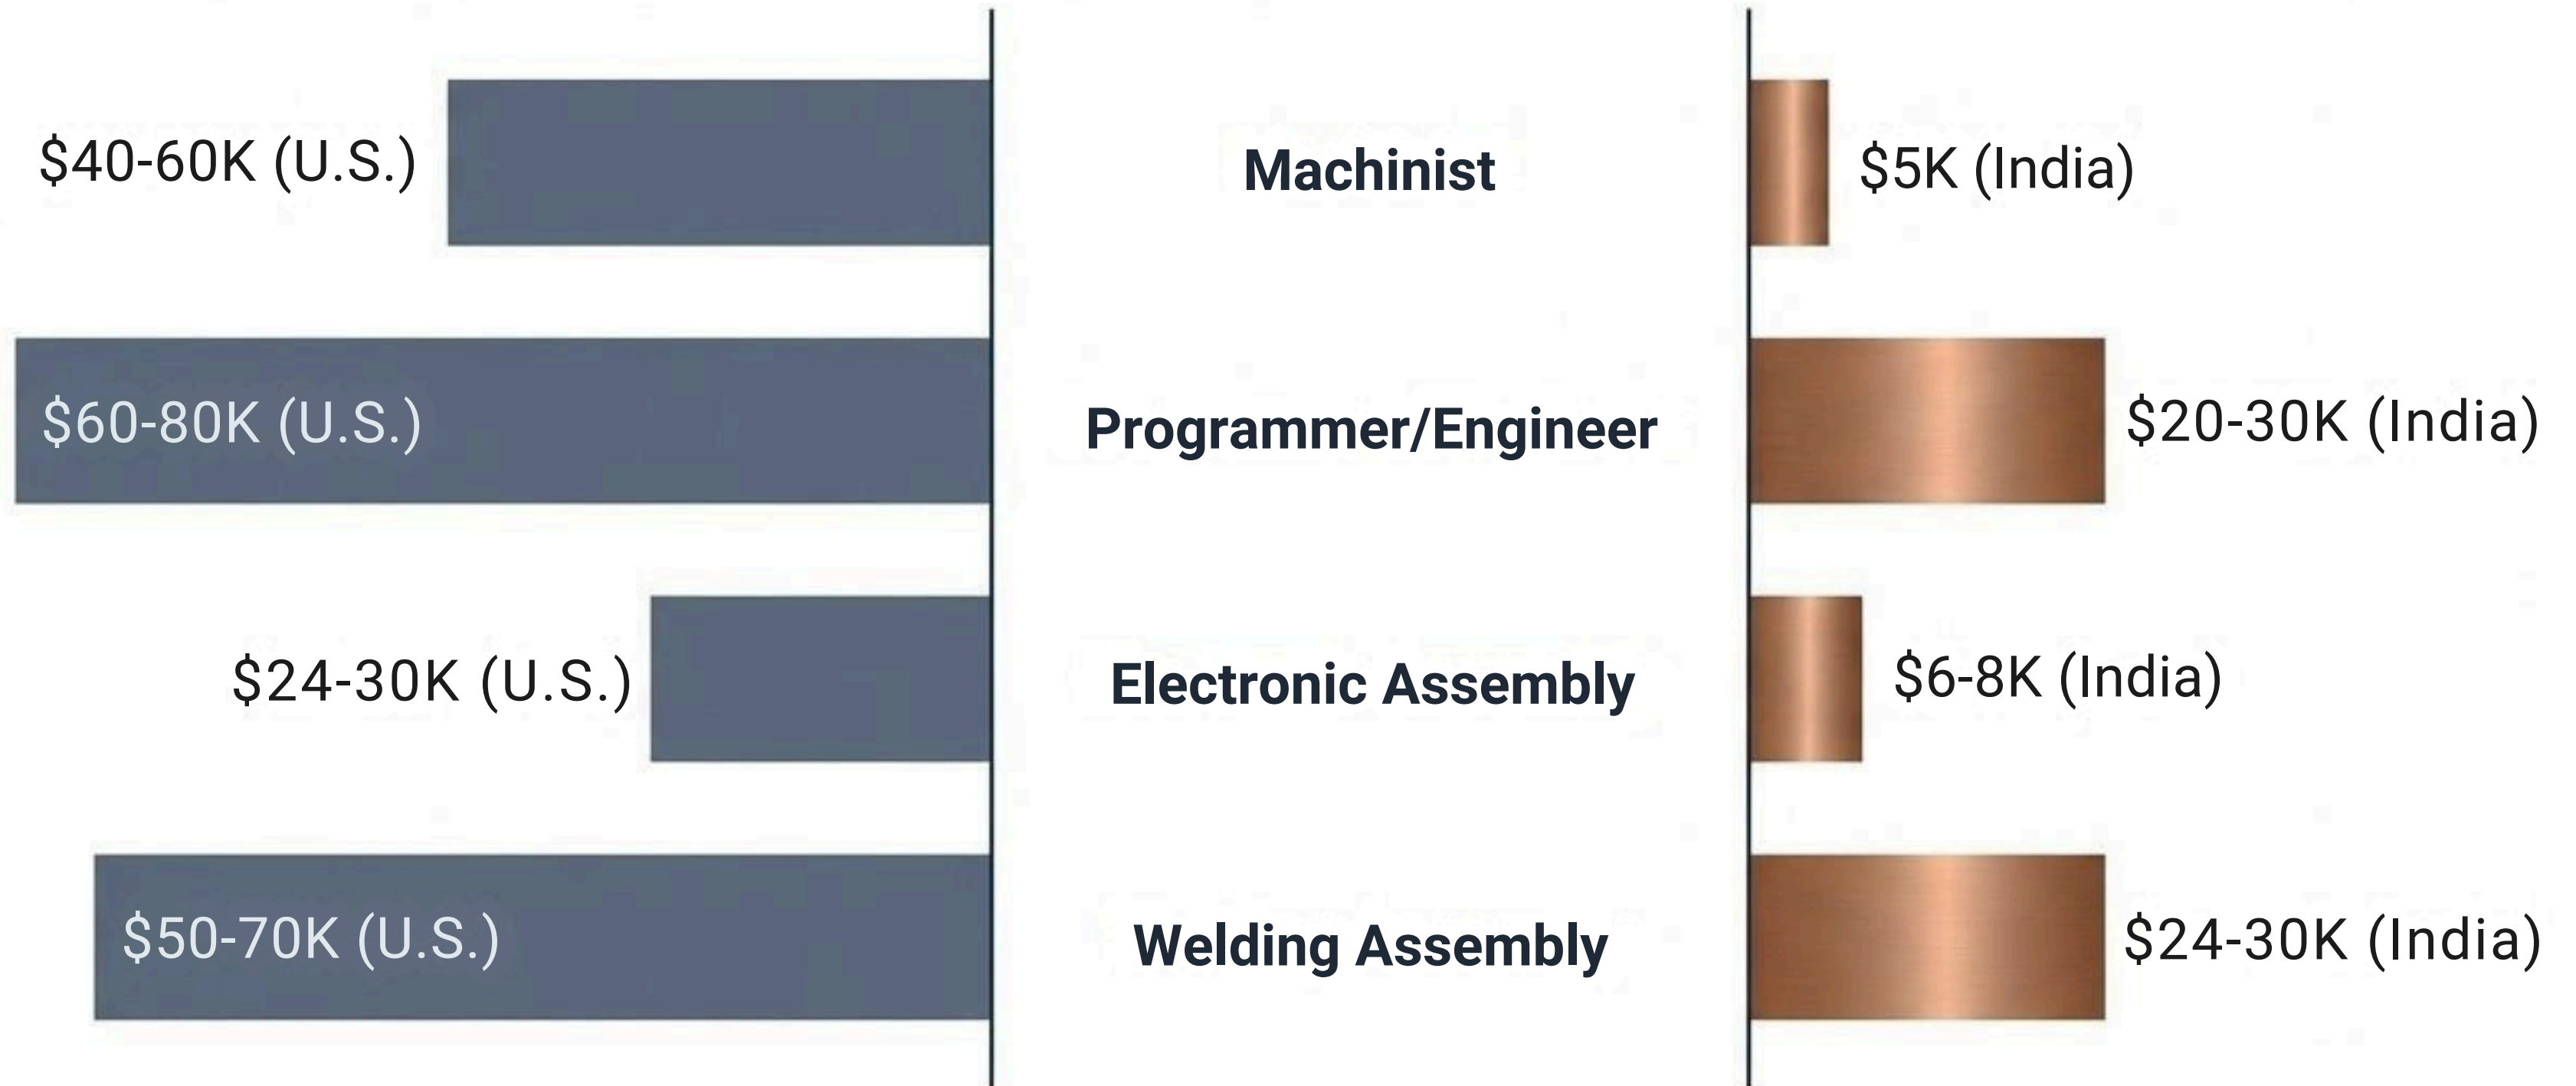 $40-60K (U.S.)
Machinist
$5K (India)
$60-80K (U.S.)
Programmer/Engineer
$20-30K (India)
$24-30K (U.S.)
Electronic Assembly
$6-8K (India)
$50-70K (U.S.)
Welding Assembly
$24-30K (India)